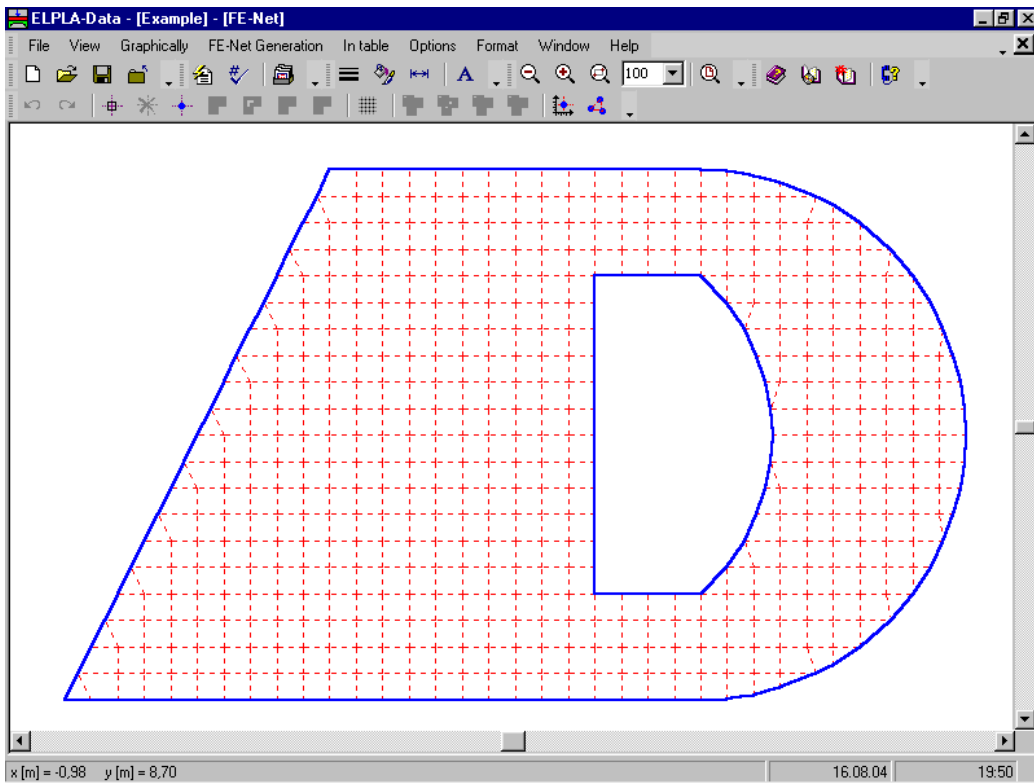 ELPLA-Data - [Example] - [FE-Net]
File View Graphically FE-Net Generation In table Options Format Window Help
A 100
x [m] = -0,98 y [m] = 8,70 16.08.04 19:50